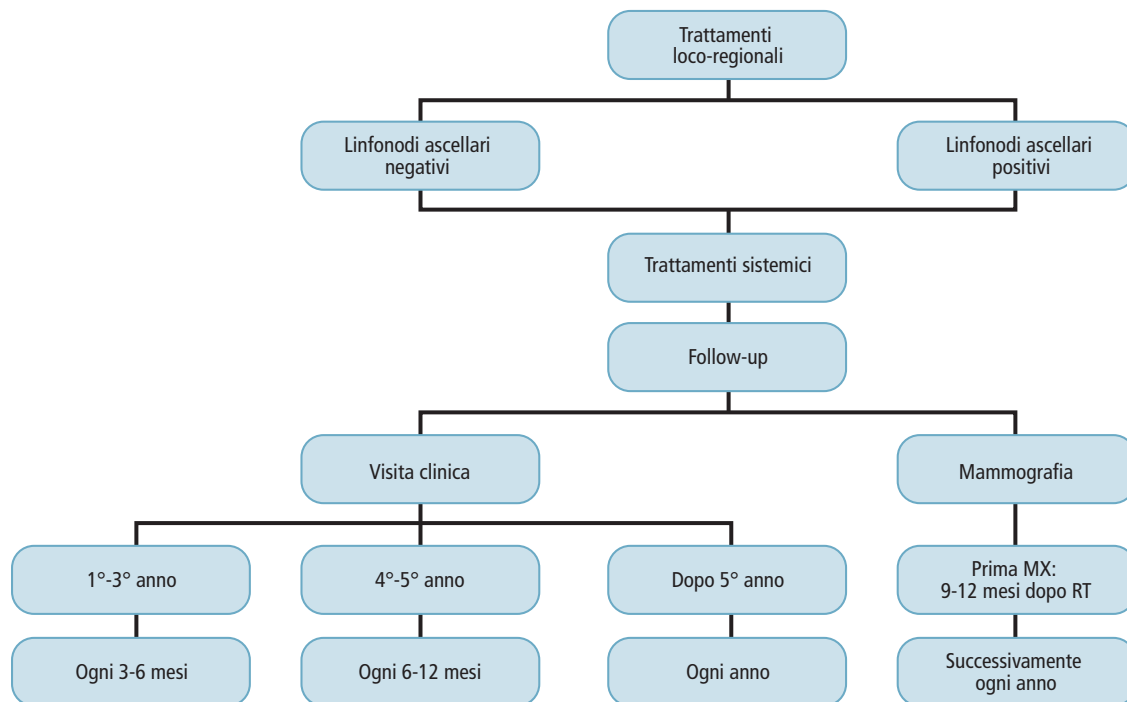 Trattamenti
loco-regionali
Linfonodi ascellari
negativi
Linfonodi ascellari
positivi
Trattamenti sistemici
Follow-up
Visita clinica
Mammografia
1°-3° anno
4°-5° anno
Dopo 5° anno
Prima MX:
9-12 mesi dopo RT
Ogni 3-6 mesi
Ogni 6-12 mesi
Ogni anno
Successivamente
ogni anno